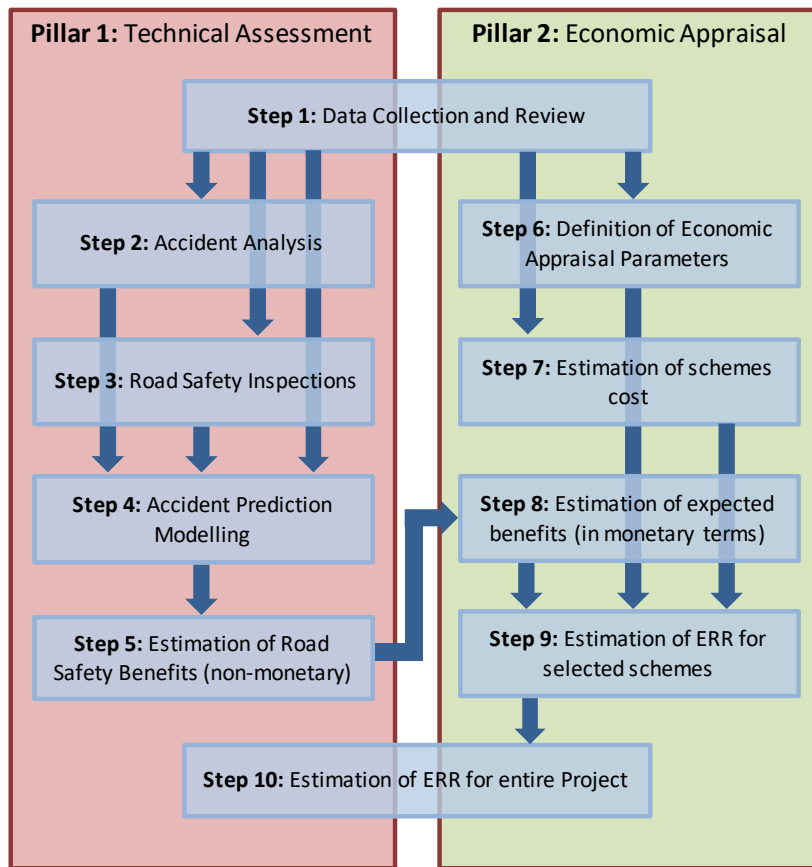 Pillar 1: Technical Assessment
Pillar 2: Economic Appraisal
Step 1: Data Collection and Review
Step 2: Accident Analysis
Step 6: Definition of Economic
Appraisal Parameters
Step 3: Road Safety Inspections
Step 7: Estimation of schemes
cost
Step 4: Accident Prediction
Modelling
Step 8: Estimation of expected
benefits (in monetary terms)
Step 5: Estimation of Road
Safety Benefits (non-monetary)
Step 9: Estimation of ERR for
selected schemes
Step 10: Estimation of ERR for entire Project